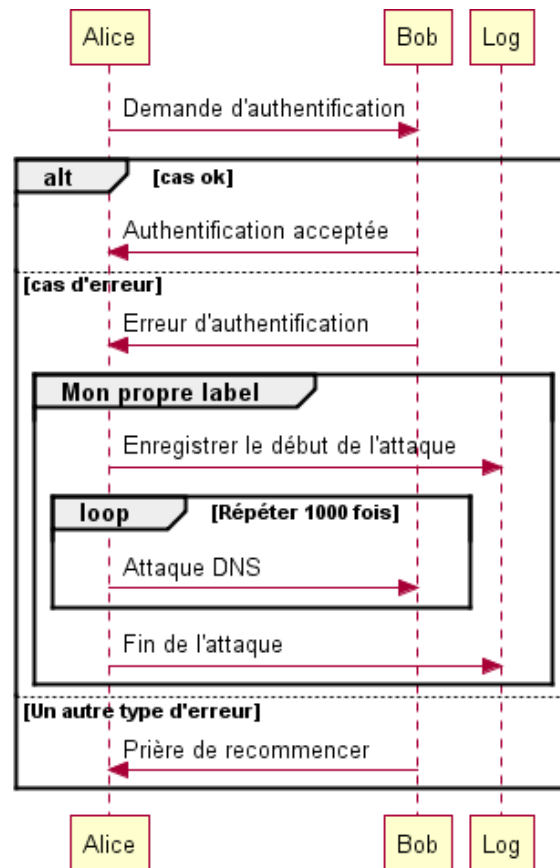 Alice Bob Log
Demande d'authentification
alt [cas ok]
Authentification acceptée
[cas d'erreur]
Erreur d'authentification
Mon propre label
Enregistrer le début de l'attaque
loop [Répéter 1000 fois]
Attaque DNS
Fin de l'attaque
[Un autre type d'erreur]
Prière de recommencer
Alice Bob Log